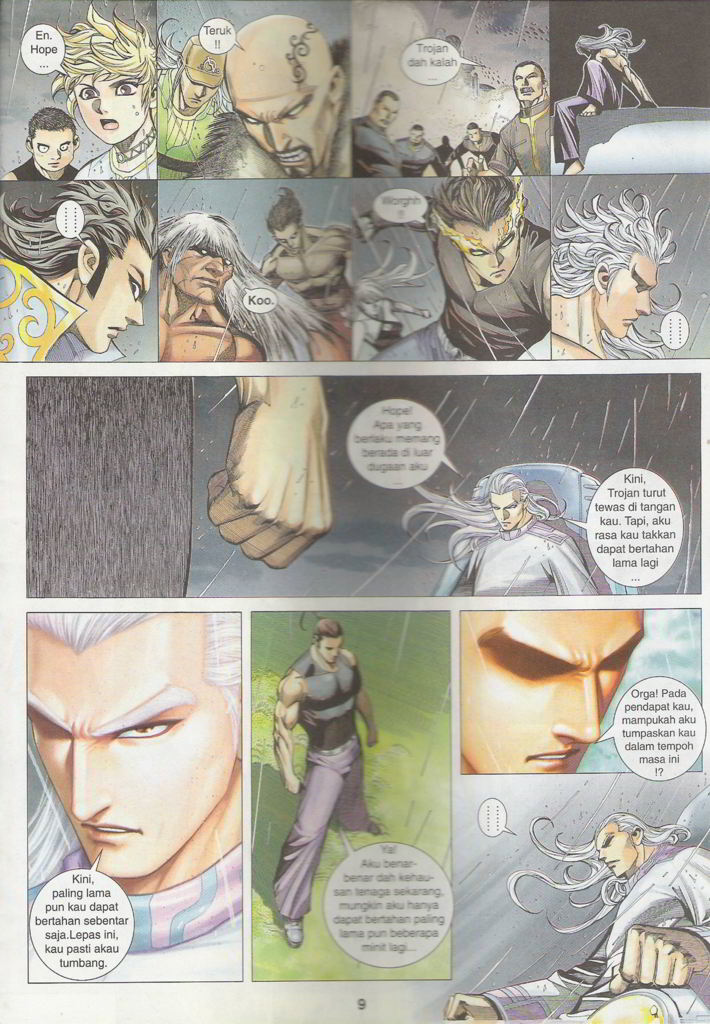 En.
Hope
...
Teruk
!!
Trojan
dah kalah
...
Worghh
!!
Koo.
Hope!
Apa yang
berlaku memang
berada di luar
dugaan aku
...
Kini,
Trojan turut
tewas di tangan
kau. Tapi, aku
rasa kau takkan
dapat bertahan
lama lagi
...
Kini,
paling lama
pun kau dapat
bertahan sebentar
saja.Lepas ini,
kau pasti akau
tumbang.
Ya!
Aku benar-
benar dah kehau-
san tenaga sekarang,
mungkin aku hanya
dapat bertahan paling
lama pun beberapa
minit lagi...
Orga! Pada
pendapat kau,
mampukah aku
tumpaskan kau
dalam tempoh
masa ini
!?
9